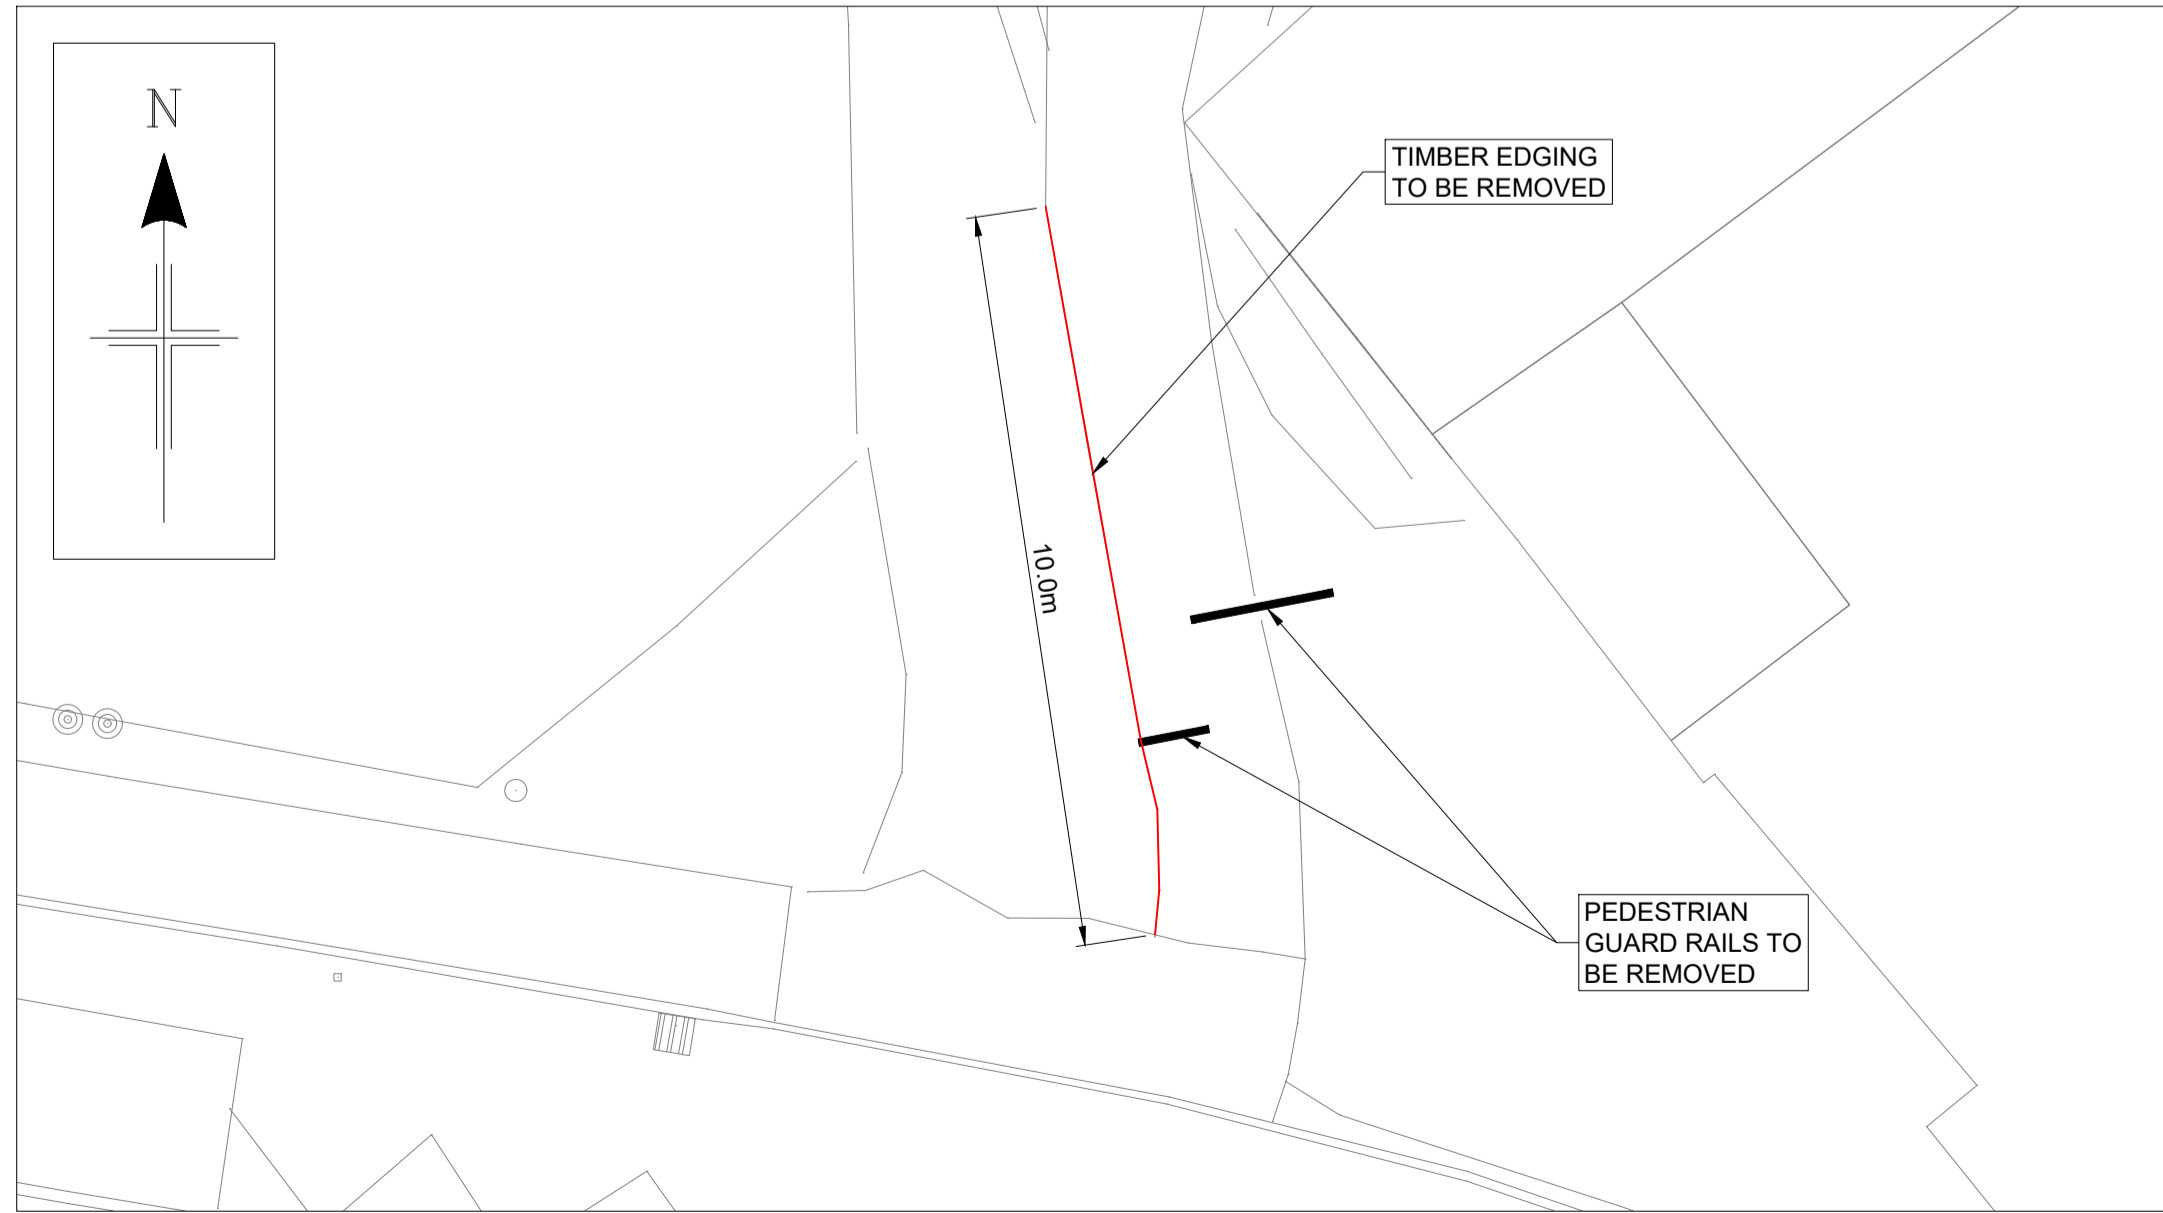 N
TIMBER EDGING
TO BE REMOVED
10.0m
PEDESTRIAN
GUARD RAILS TO
BE REMOVED